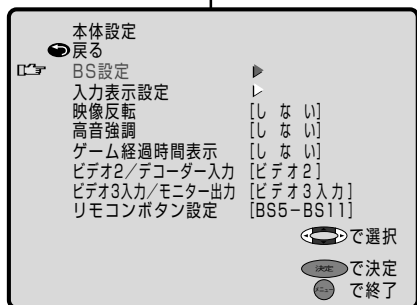 本体設定
戻る
BS設定
入力表示設定
映像反転 [し な い]
高音強調 [し な い]
ゲーム経過時間表示 [し な い]
ビデオ2/デコーダー入力 [ビデオ2]
ビデオ3入力/モニター出力 [ビデオ3入力]
リモコンボタン設定 [BS5-BS11]
で選択
決定 で決定
メニュー で終了